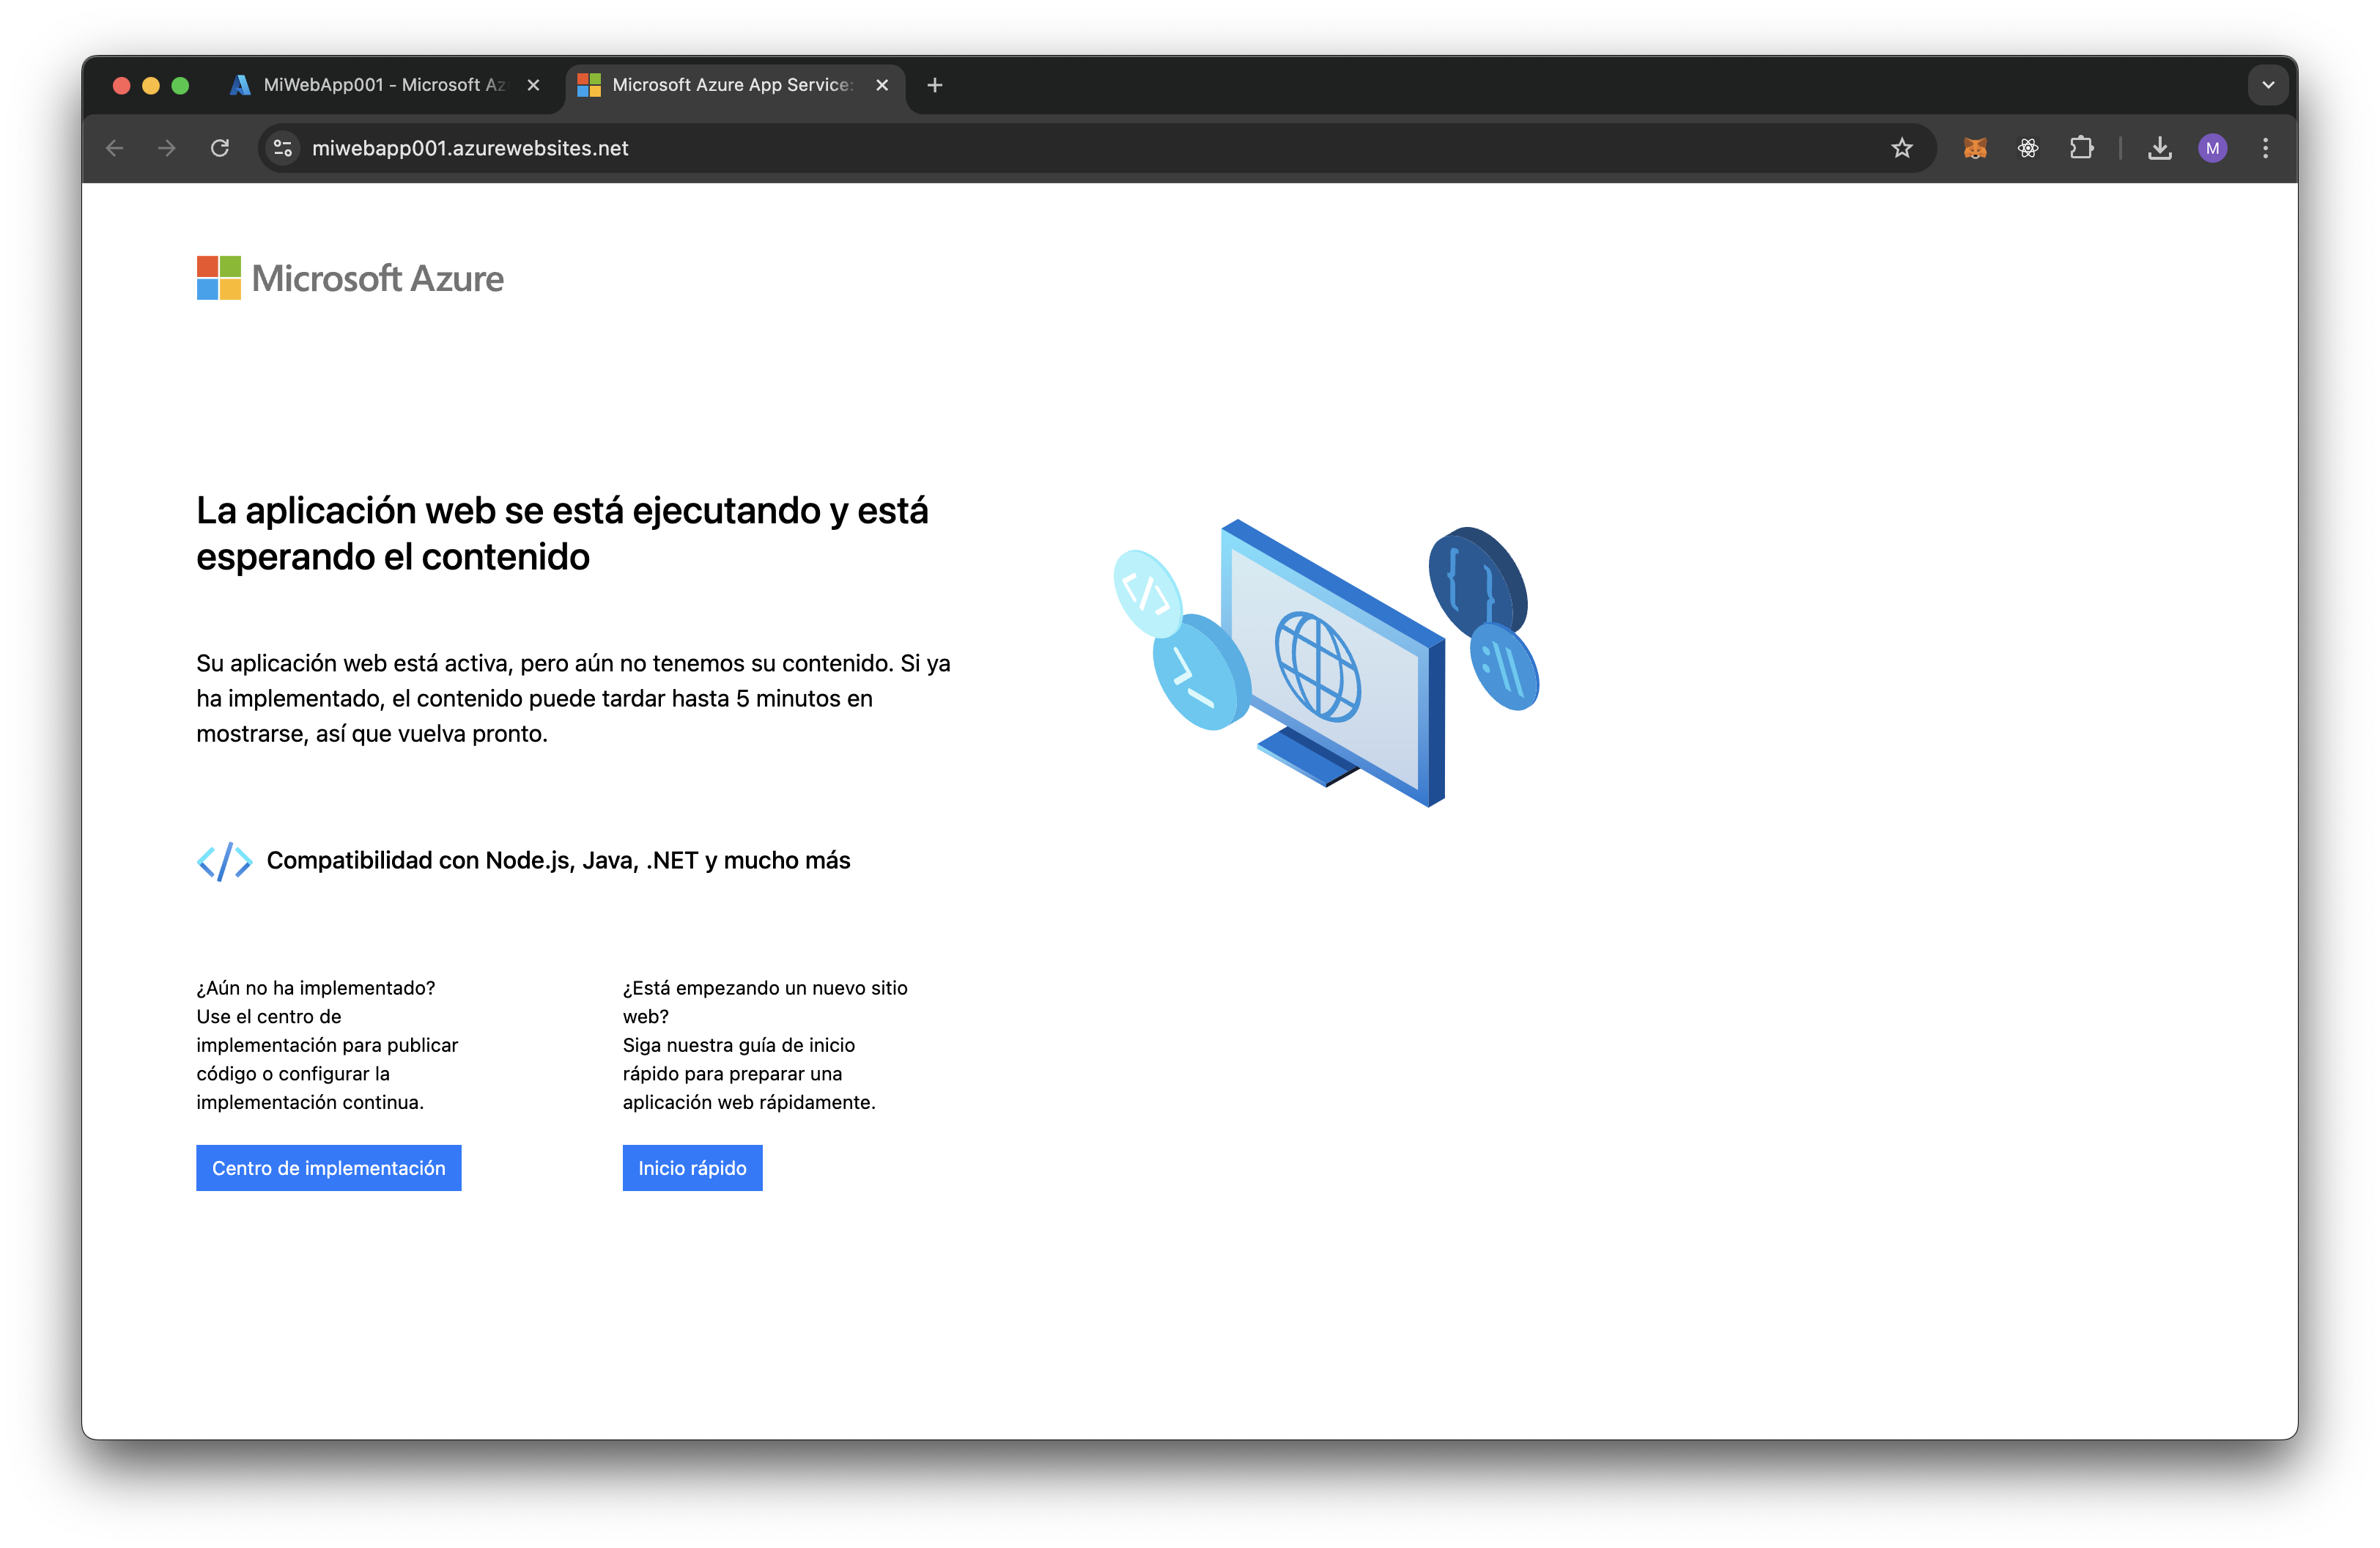 MiWebApp001 - Microsoft Az
Microsoft Azure App Service:
miwebapp001.azurewebsites.net
M
Microsoft Azure
La aplicación web se está ejecutando y está
esperando el contenido
Su aplicación web está activa, pero aún no tenemos su contenido. Si ya
ha implementado, el contenido puede tardar hasta 5 minutos en
mostrarse, así que vuelva pronto.
Compatibilidad con Node.js, Java, .NET y mucho más
¿Aún no ha implementado?
Use el centro de
implementación para publicar
código o configurar la
implementación continua.
Centro de implementación
¿Está empezando un nuevo sitio
web?
Siga nuestra guía de inicio
rápido para preparar una
aplicación web rápidamente.
Inicio rápido